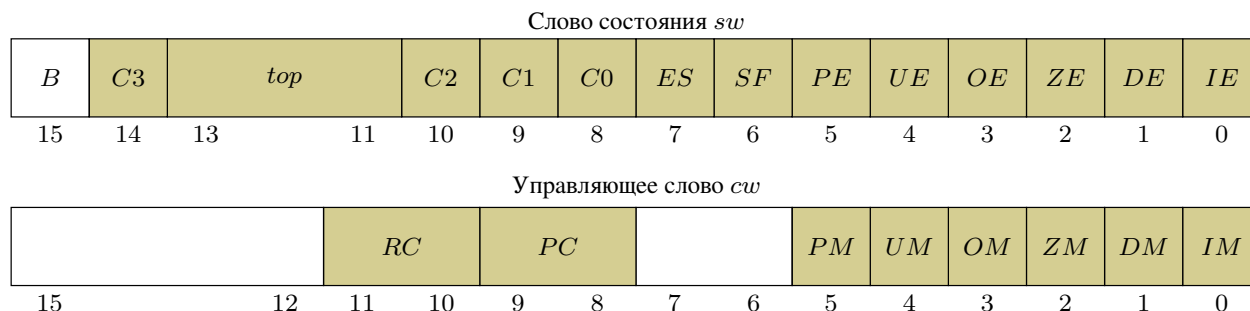 Слово состояния sw
B C3 top C2 C1 C0 ES SF PE UE OE ZE DE IE
15 14 13 11 10 9 8 7 6 5 4 3 2 1 0
Управляющее слово cw
RC PC PM UM OM ZM DM IM
15 12 11 10 9 8 7 6 5 4 3 2 1 0